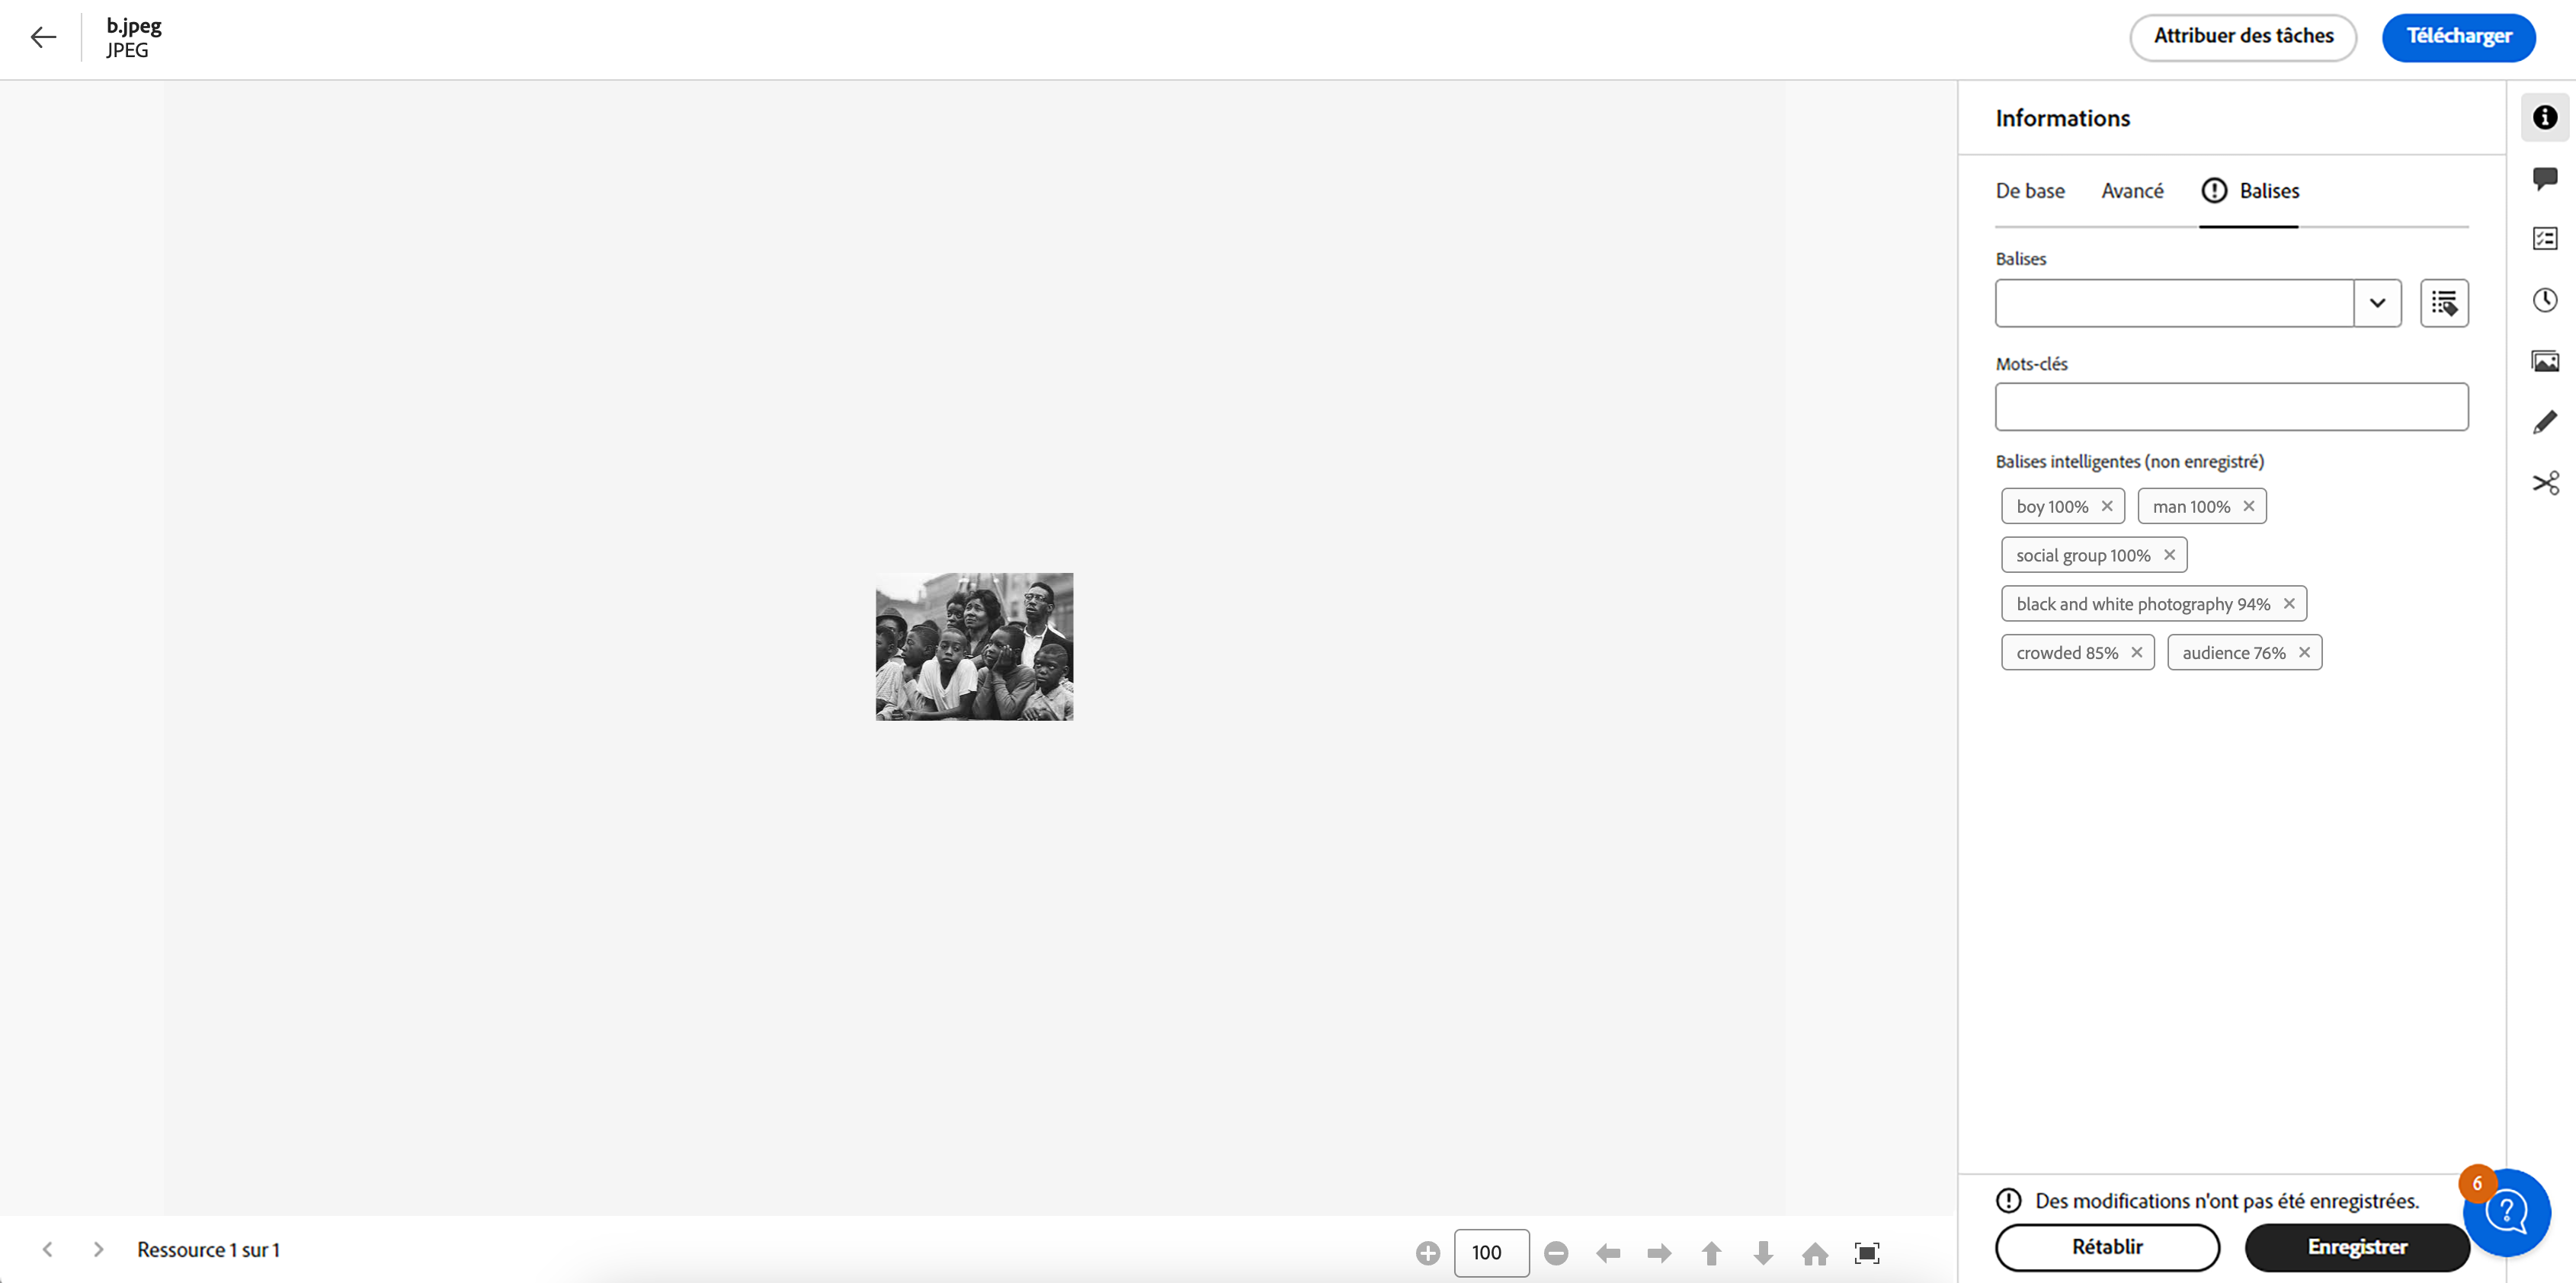 b.jpeg
JPEG
Attribuer des tâches
Télécharger
Informations
De base Avancé Balises
Balises
Mots-clés
Balises intelligentes (non enregistré)
boy 100% man 100%
social group 100%
black and white photography 94%
crowded 85% audience 76%
6
Des modifications n'ont pas été enregistrées.
Rétablir Enregistrer
Ressource 1 sur 1
100